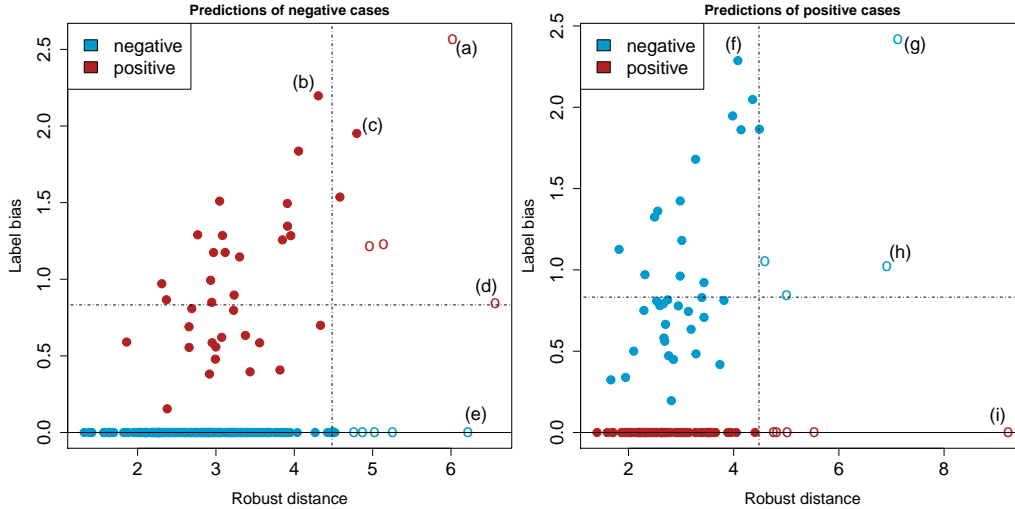 Predictions of negative cases
negative
positive
(a)
(b)
(c)
(d)
(e)
Label bias
0.0
0.5
1.0
1.5
2.0
2.5
2
3
4
5
6
Robust distance
Predictions of positive cases
negative
positive
(f)
(g)
(h)
(i)
Label bias
0.0
0.5
1.0
1.5
2.0
2.5
2
4
6
8
Robust distance